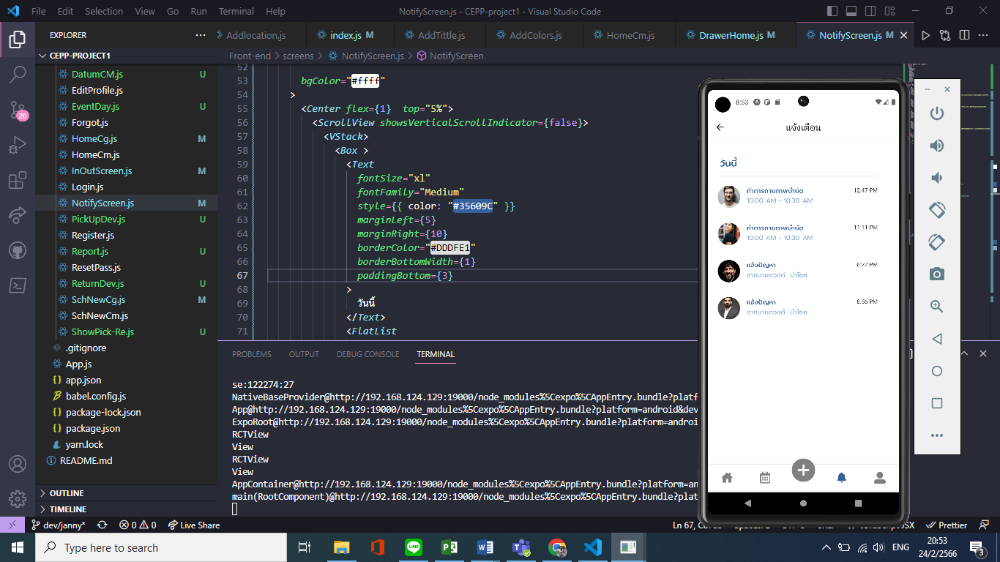 File Edit Selection View Go Run Terminal Help NotifyScreen.js - CEPP-project1 - Visual Studio Code
EXPLORER
Addlocation.js index.js M AddTittle.js AddColors.js HomeCm.js DrawerHome.js M NotifyScreen.js M
CEPP-PROJECT1
Front-end > screens > NotifyScreen.js > NotifyScreen
DatumCM.js U
EditProfile.js
EventDay.js U
Forgot.js
HomeCg.js M
HomeCm.js
InOutScreen.js M
Login.js
NotifyScreen.js M
PickUpDev.js U
Register.js
Report.js U
ResetPass.js
ReturnDev.js U
SchNewCg.js M
SchNewCm.js
ShowPick-Re.js U
.gitignore
App.js
app.json
babel.config.js
package-lock.json
package.json
yarn.lock
README.md
OUTLINE
TIMELINE
20
52
53 bgColor="#ffff"
54 >
55 <Center flex={1} top="5%">
56 <ScrollView showsVerticalScrollIndicator={false}>
57 <VStack>
58 <Box >
59 <Text
60 fontSize="xl"
61 fontFamily="Medium"
62 style={{ color: "#35609C" }}
63 marginLeft={5}
64 marginRight={10}
65 borderColor="#DDDFE1"
66 borderBottomWidth={1}
67 paddingBottom={3}
68 >
69 วันนี้
70 </Text>
71 <FlatList
PROBLEMS OUTPUT DEBUG CONSOLE TERMINAL
se:122274:27
NativeBaseProvider@http://192.168.124.129:19000/node_modules%5Cexpo%5CAppEntry.bundle?platf
App@http://192.168.124.129:19000/node_modules%5Cexpo%5CAppEntry.bundle?platform=android&dev
ExpoRoot@http://192.168.124.129:19000/node_modules%5Cexpo%5CAppEntry.bundle?platform=androi
RCTView
View
RCTView
View
AppContainer@http://192.168.124.129:19000/node_modules%5Cexpo%5CAppEntry.bundle?platform=an
main(RootComponent)@http://192.168.124.129:19000/node_modules%5Cexpo%5CAppEntry.bundle?plat
8:53
แจ้งเตือน
วันนี้
ทำการกายภาพบำบัด 12:47 PM
10:00 AM - 10:30 AM
ทำการกายภาพบำบัด 11:11 PM
10:00 AM - 10:30 AM
แจ้งปัญหา 6:22 PM
จากนายดวงดี นำโชค
แจ้งปัญหา 8:56 PM
จากนายดวงดี นำโชค
dev/janny* 0 0 Live Share Prettier
Type here to search
ENG
20:53
24/2/2566
3